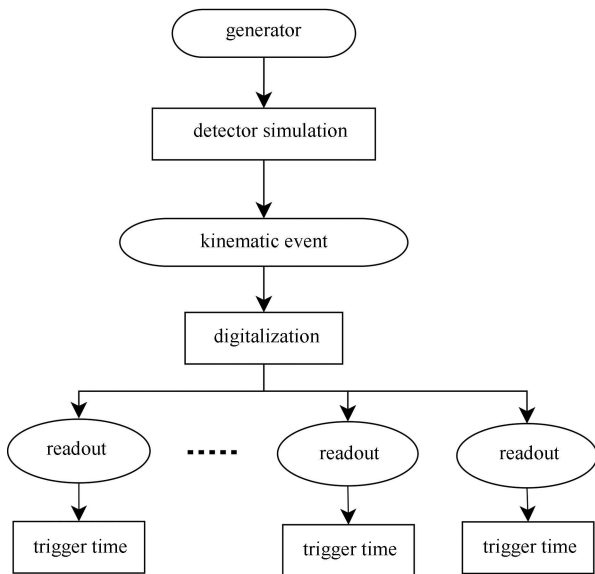 generator
detector simulation
kinematic event
digitalization
readout
readout
readout
trigger time
trigger time
trigger time